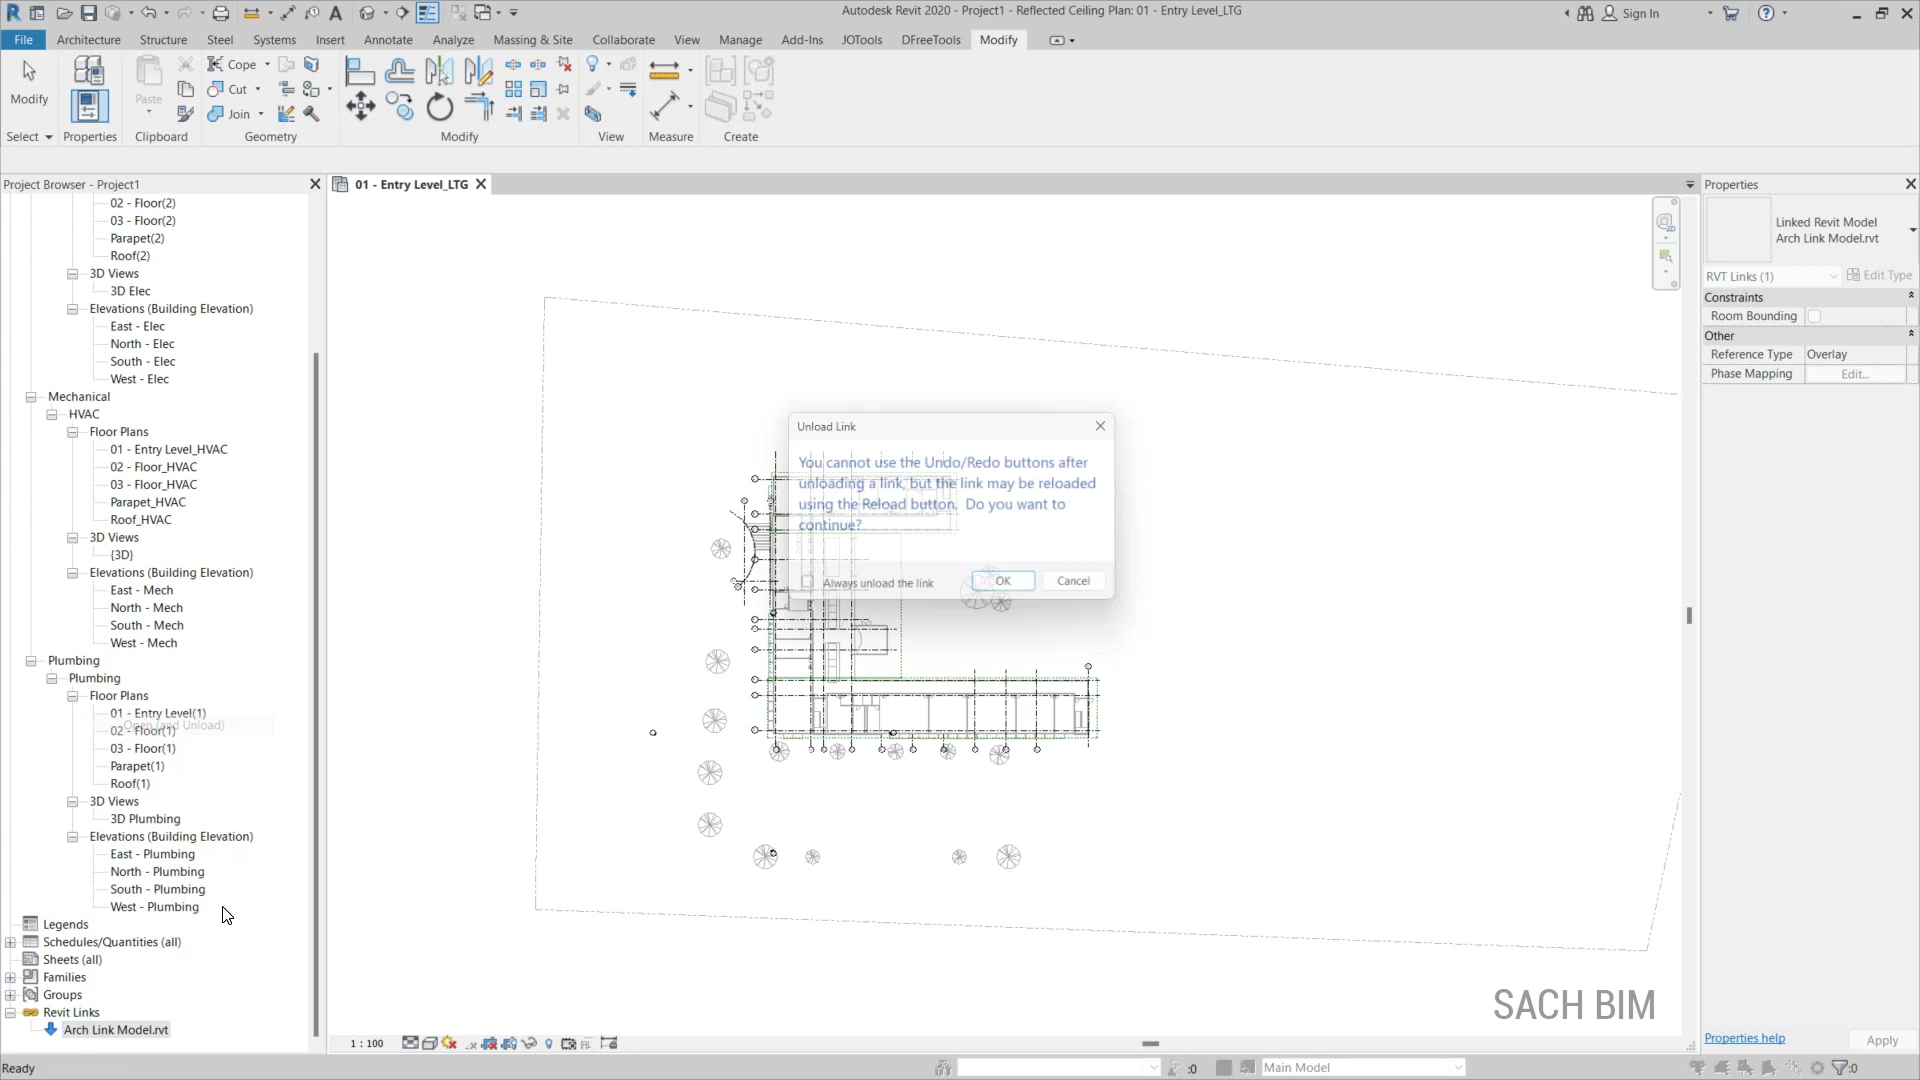 Autodesk Revit 2020 - Project1 - Reflected Ceiling Plan: 01 - Entry Level_LTG
Sign In
File Architecture Structure Steel Systems Insert Annotate Analyze Massing & Site Collaborate View Manage Add-Ins JOTools DFreeTools Modify
Modify
Paste
Cope
Cut
Join
Select Properties Clipboard Geometry Modify View Measure Create
Project Browser - Project1
02 - Floor(2)
03 - Floor(2)
Parapet(2)
Roof(2)
3D Views
3D Elec
Elevations (Building Elevation)
East - Elec
North - Elec
South - Elec
West - Elec
Mechanical
HVAC
Floor Plans
01 - Entry Level_HVAC
02 - Floor_HVAC
03 - Floor_HVAC
Parapet_HVAC
Roof_HVAC
3D Views
{3D}
Elevations (Building Elevation)
East - Mech
North - Mech
South - Mech
West - Mech
Plumbing
Plumbing
Floor Plans
01 - Entry Level(1)
Open (and Unload)
02 - Floor(1)
03 - Floor(1)
Parapet(1)
Roof(1)
3D Views
3D Plumbing
Elevations (Building Elevation)
East - Plumbing
North - Plumbing
South - Plumbing
West - Plumbing
Legends
Schedules/Quantities (all)
Sheets (all)
Families
Groups
Revit Links
Arch Link Model.rvt
01 - Entry Level_LTG
Unload Link
You cannot use the Undo/Redo buttons after
unloading a link, but the link may be reloaded
using the Reload button. Do you want to
continue?
Always unload the link
OK
Cancel
SACH BIM
1 : 100
Properties
Linked Revit Model
Arch Link Model.rvt
RVT Links (1)
Edit Type
Constraints
Room Bounding
Other
Reference Type Overlay
Phase Mapping Edit...
Properties help
Apply
Ready
:0
Main Model
:0